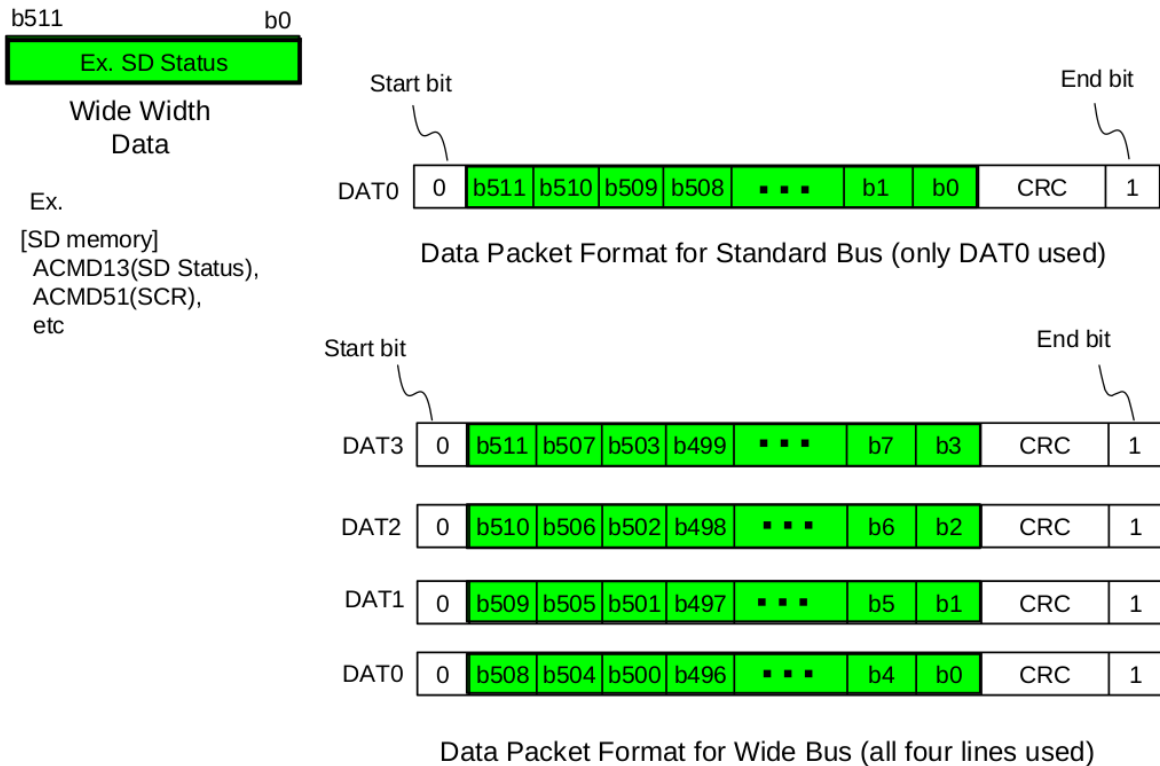 b511 b0
Ex. SD Status
Wide Width
Data
Ex.
[SD memory]
ACMD13(SD Status),
ACMD51(SCR),
etc
Start bit End bit
DAT0 0 b511 b510 b509 b508 ▪ ▪ ▪ b1 b0 CRC 1
Data Packet Format for Standard Bus (only DAT0 used)
Start bit End bit
DAT3 0 b511 b507 b503 b499 ▪ ▪ ▪ b7 b3 CRC 1
DAT2 0 b510 b506 b502 b498 ▪ ▪ ▪ b6 b2 CRC 1
DAT1 0 b509 b505 b501 b497 ▪ ▪ ▪ b5 b1 CRC 1
DAT0 0 b508 b504 b500 b496 ▪ ▪ ▪ b4 b0 CRC 1
Data Packet Format for Wide Bus (all four lines used)